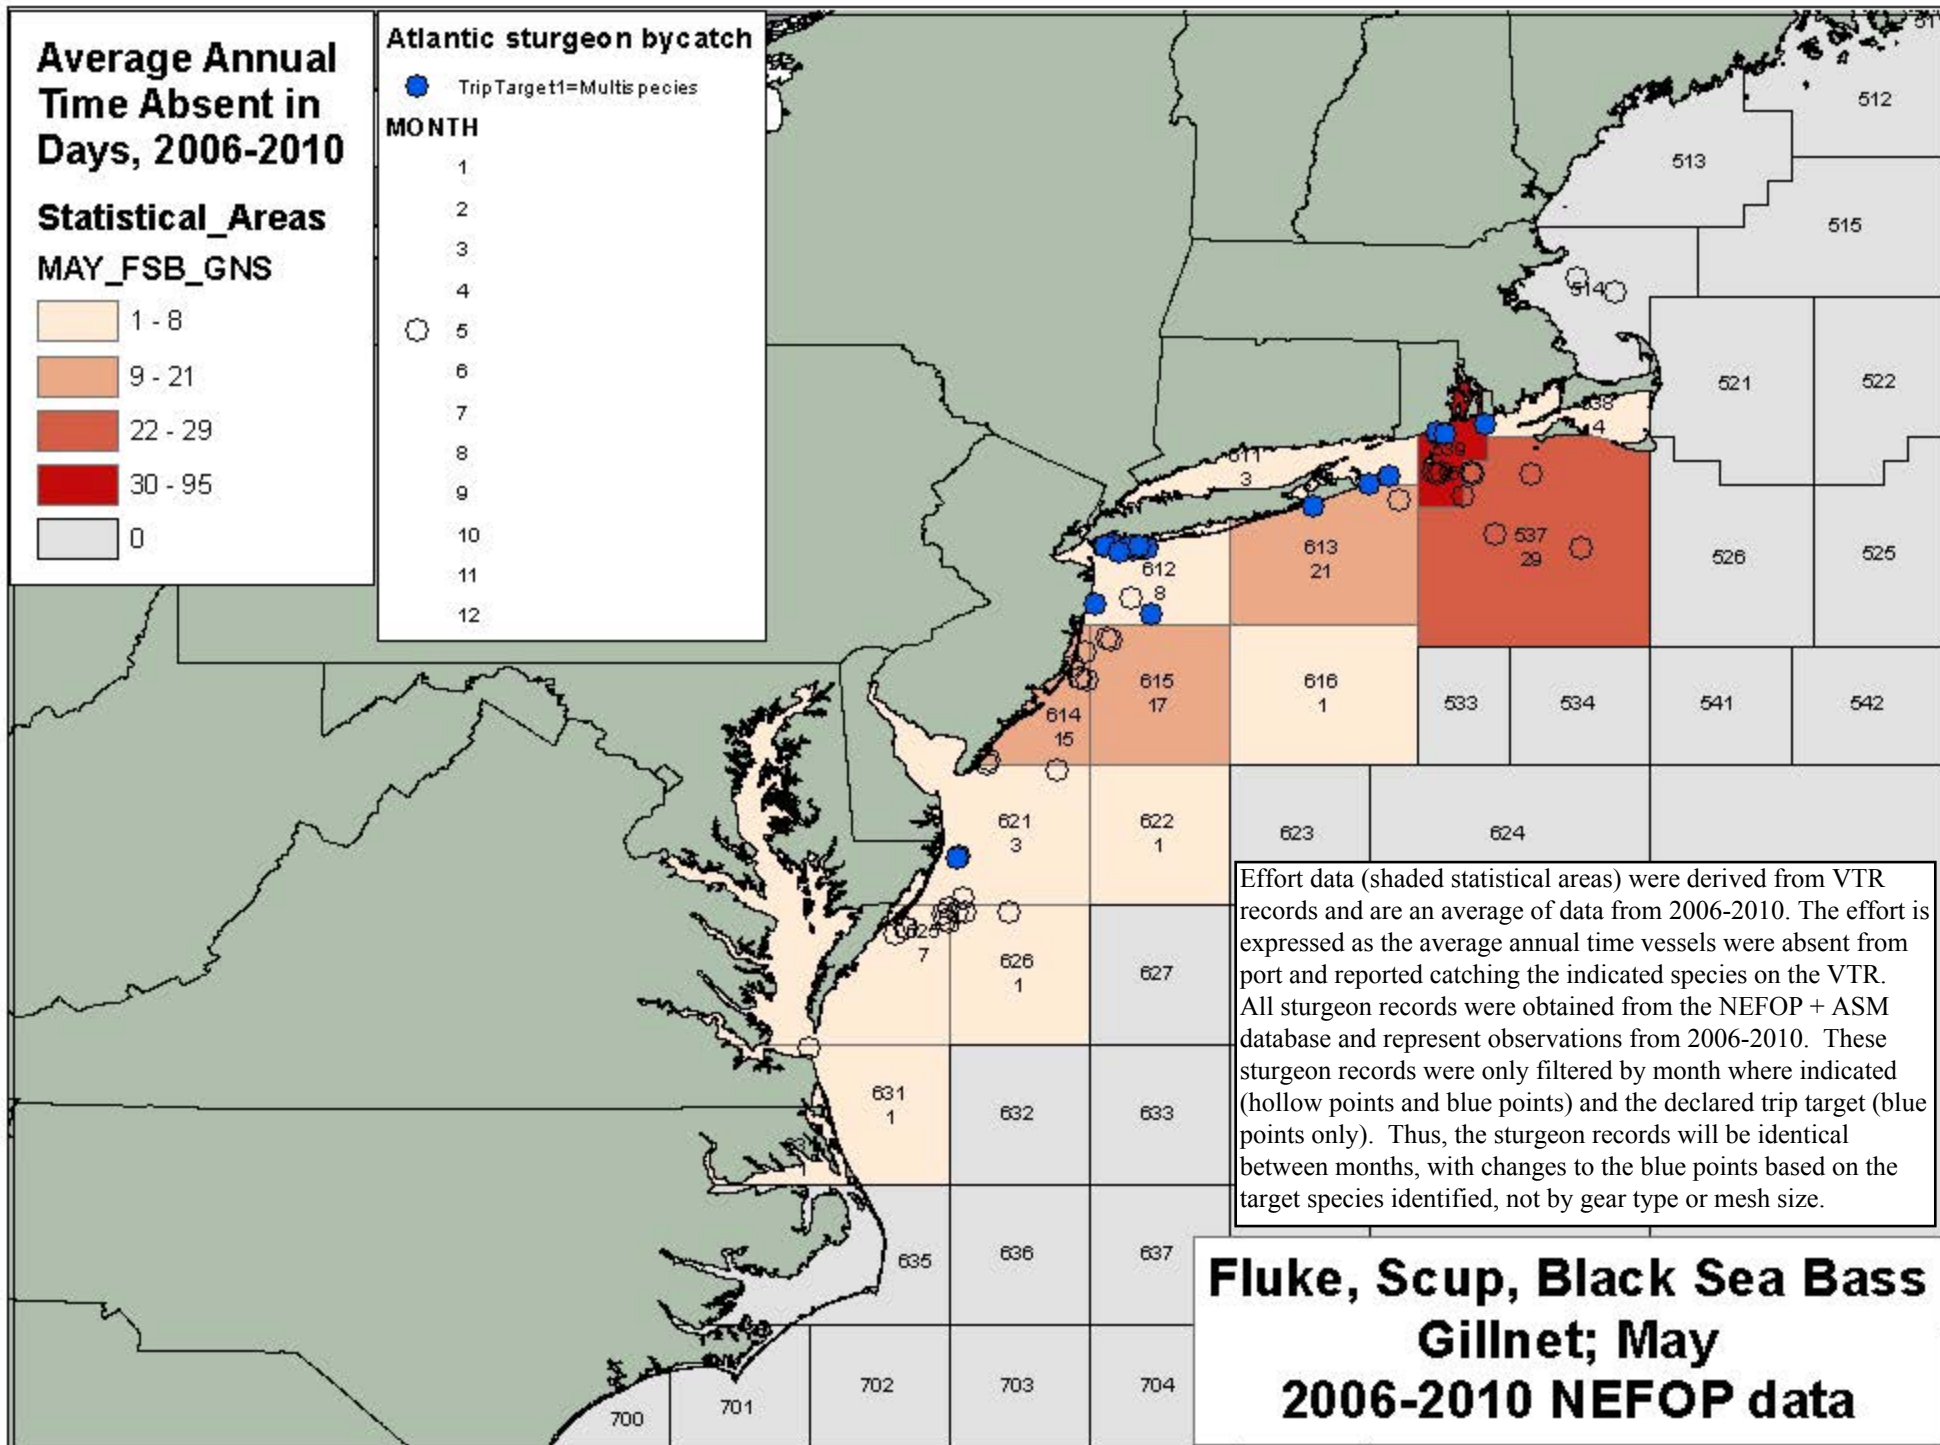 Average Annual
Time Absent in
Days, 2006-2010
Statistical_Areas
MAY_FSB_GNS
1 - 8
9 - 21
22 - 29
30 - 95
0
Atlantic sturgeon bycatch
TripTarget1=Multispecies
MONTH
1
2
3
4
5
6
7
8
9
10
11
12
512
513
515
514
521
522
538
4
611
3
539
537
29
526
525
613
21
612
8
615
17
616
1
533
534
541
542
614
15
621
3
622
1
623
624
625
7
626
1
627
631
1
632
633
635
636
637
700
701
702
703
704
Effort data (shaded statistical areas) were derived from VTR
records and are an average of data from 2006-2010. The effort is
expressed as the average annual time vessels were absent from
port and reported catching the indicated species on the VTR.
All sturgeon records were obtained from the NEFOP + ASM
database and represent observations from 2006-2010.  These
sturgeon records were only filtered by month where indicated
(hollow points and blue points) and the declared trip target (blue
points only).  Thus, the sturgeon records will be identical
between months, with changes to the blue points based on the
target species identified, not by gear type or mesh size.
Fluke, Scup, Black Sea Bass
Gillnet; May
2006-2010 NEFOP data